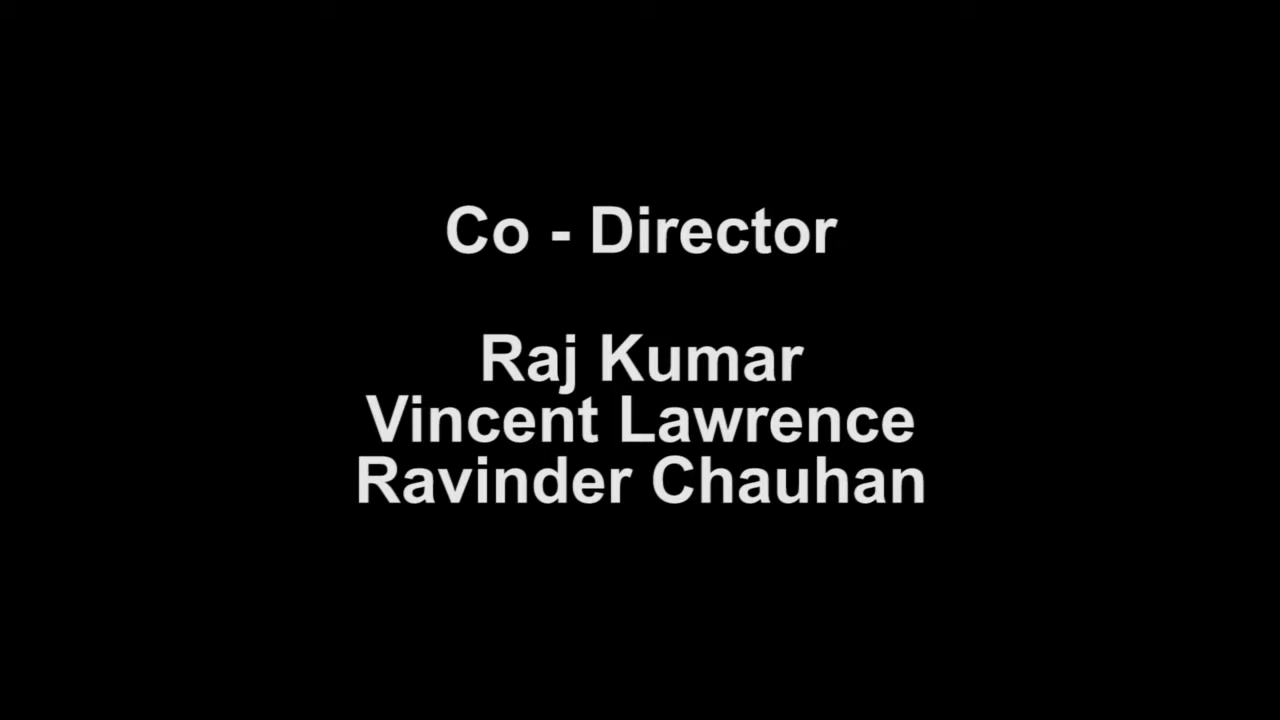 Co - Director
Raj Kumar
Vincent Lawrence
Ravinder Chauhan